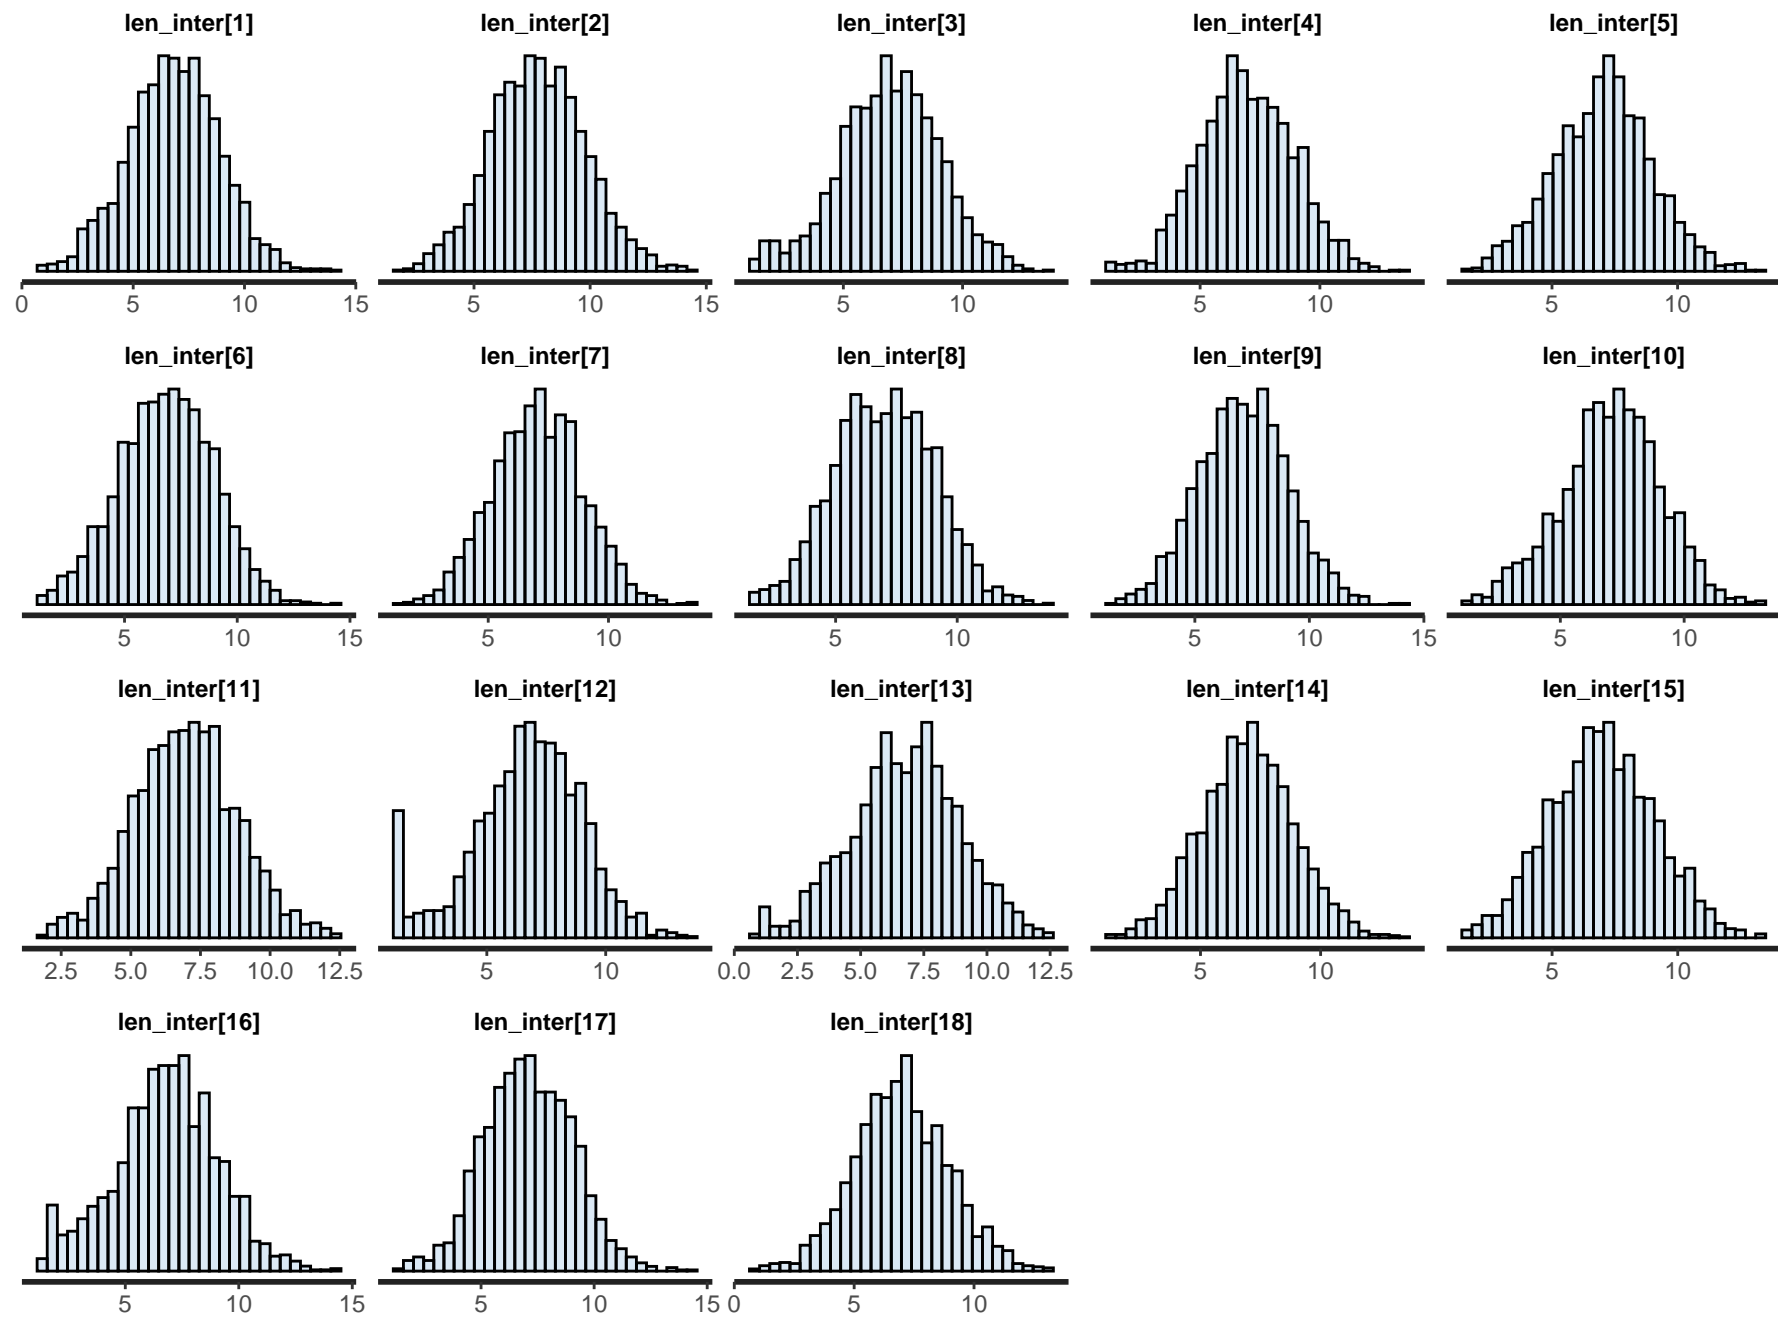 len_inter[1] len_inter[2] len_inter[3] len_inter[4] len_inter[5]
0 5 10 15 5 10 15 5 10 5 10 5 10
len_inter[6] len_inter[7] len_inter[8] len_inter[9] len_inter[10]
5 10 15 5 10 5 10 5 10 15 5 10
len_inter[11] len_inter[12] len_inter[13] len_inter[14] len_inter[15]
2.5 5.0 7.5 10.0 12.5 5 10 0.0 2.5 5.0 7.5 10.0 12.5 5 10 5 10
len_inter[16] len_inter[17] len_inter[18]
5 10 15 5 10 15 0 5 10